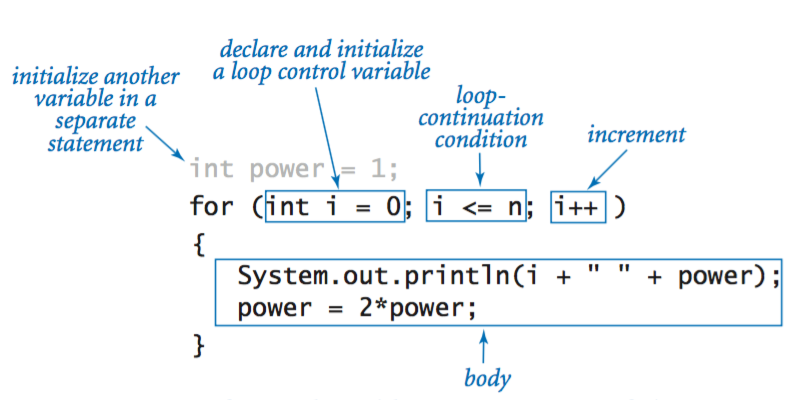 declare and initialize
a loop control variable
initialize another
variable in a
separate
statement
loop-
continuation
condition
increment
int power = 1;
for (int i = 0; i <= n; i++ )
{
System.out.println(i + " " + power);
power = 2*power;
}
body